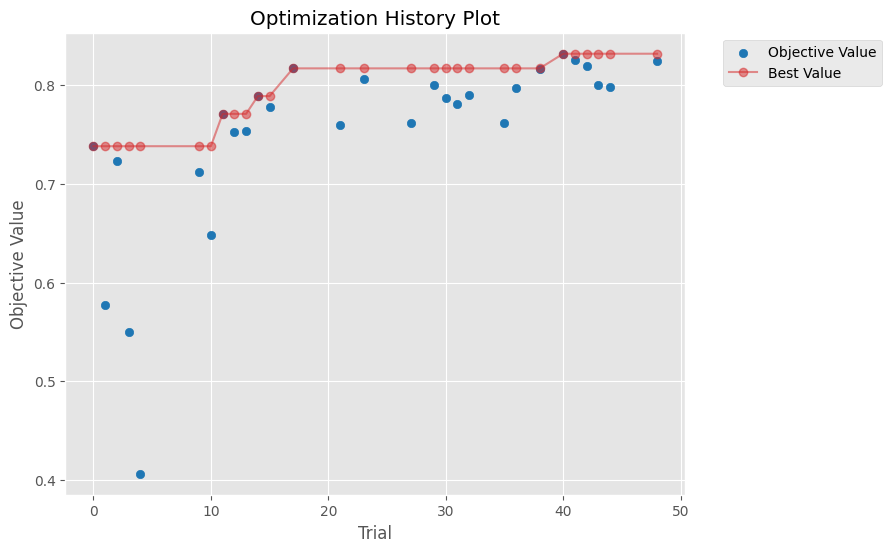 Optimization History Plot
Objective Value
Best Value
Objective Value
0.8
0.7
0.6
0.5
0.4
0 10 20 30 40 50
Trial